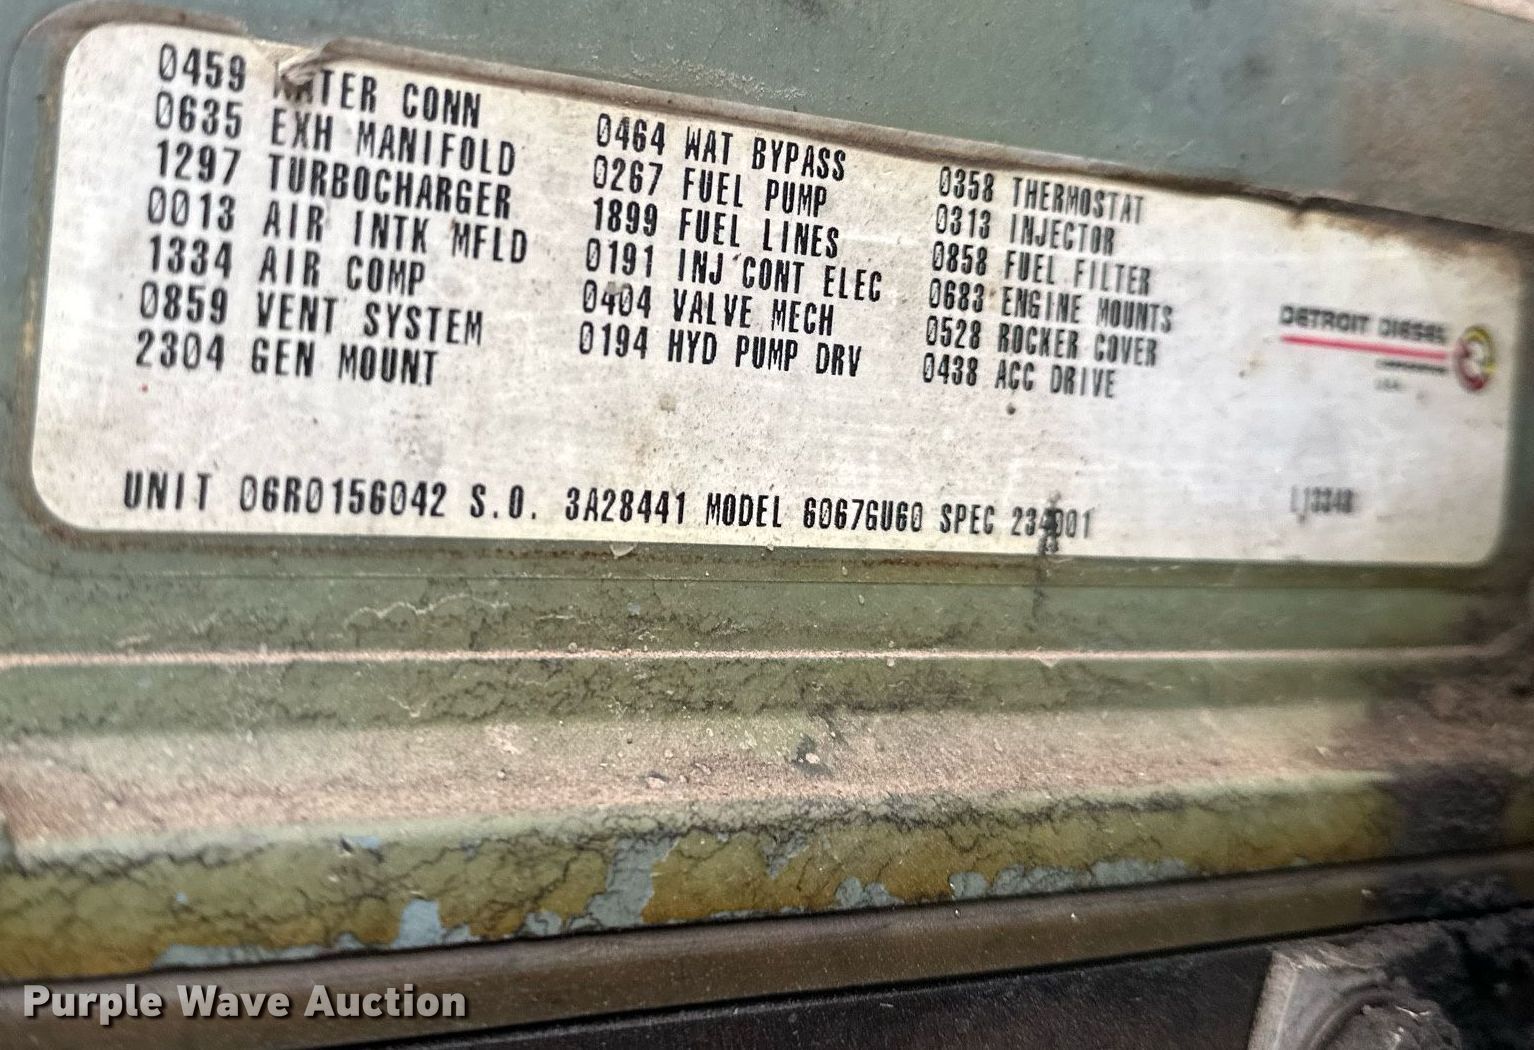 0459 WATER CONN
0635 EXH MANIFOLD
1297 TURBOCHARGER
0013 AIR INTK MFLD
1334 AIR COMP
0859 VENT SYSTEM
2304 GEN MOUNT
0464 WAT BYPASS
0267 FUEL PUMP
1899 FUEL LINES
0191 INJ CONT ELEC
0404 VALVE MECH
0194 HYD PUMP DRV
0358 THERMOSTAT
0313 INJECTOR
0858 FUEL FILTER
0683 ENGINE MOUNTS
0528 ROCKER COVER
0438 ACC DRIVE
DETROIT DIESEL
UNIT 06R0156042 S.O. 3A28441 MODEL 6067GU60 SPEC
Purple Wave Auction